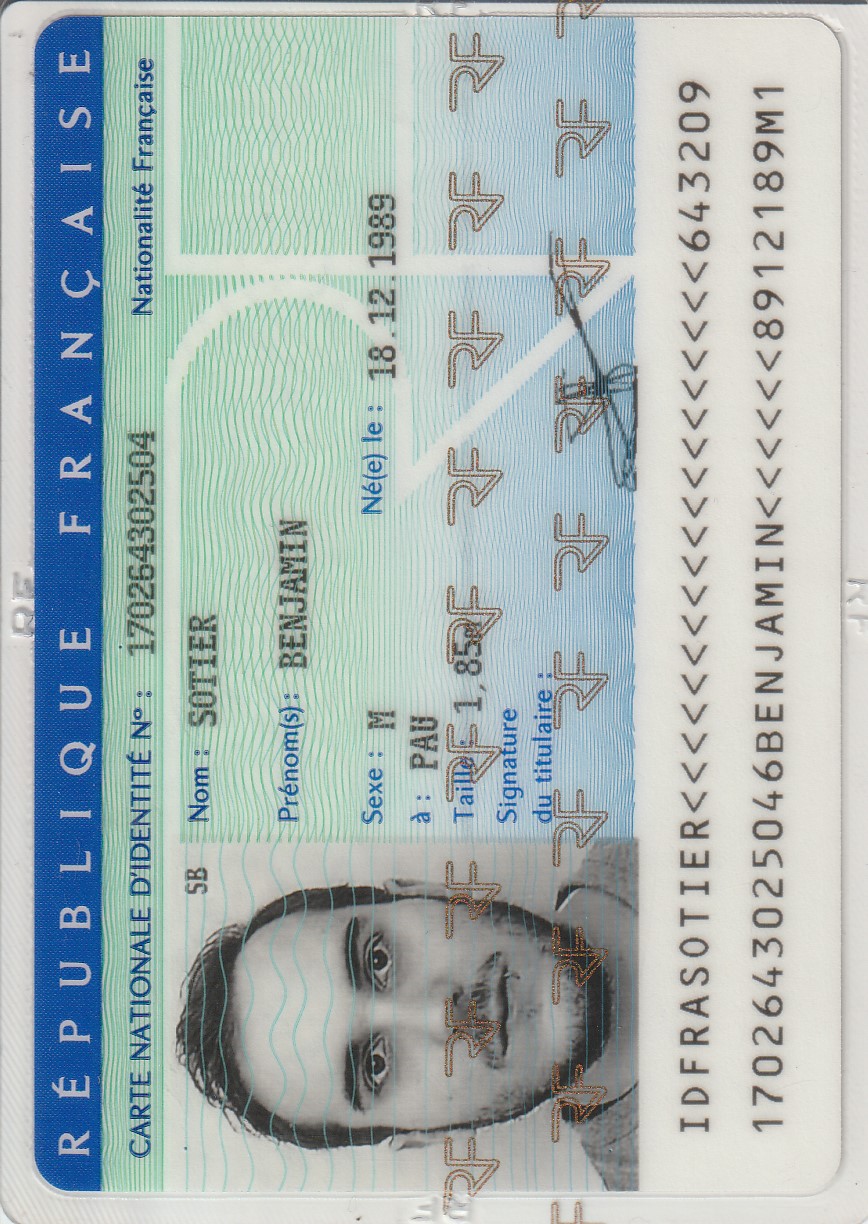 RF
RÉPUBLIQUE FRANÇAISE
CARTE NATIONALE D'IDENTITÉ Nº : 170264302504 Nationalité Française
SB
Nom : SOTIER
Prénom(s) : BENJAMIN
Sexe : M Né(e) le : 18.12.1989
à : PAU
Taille : 1,85m
Signature
du titulaire :
RF RF RF RF RF RF RF RF RF
RF RF RF RF RF RF RF RF RF
IDFRASOTIER<<<<<<<<<<<<<<<<<<<643209
1702643025046BENJAMIN<<<<<<8912189M1
RF